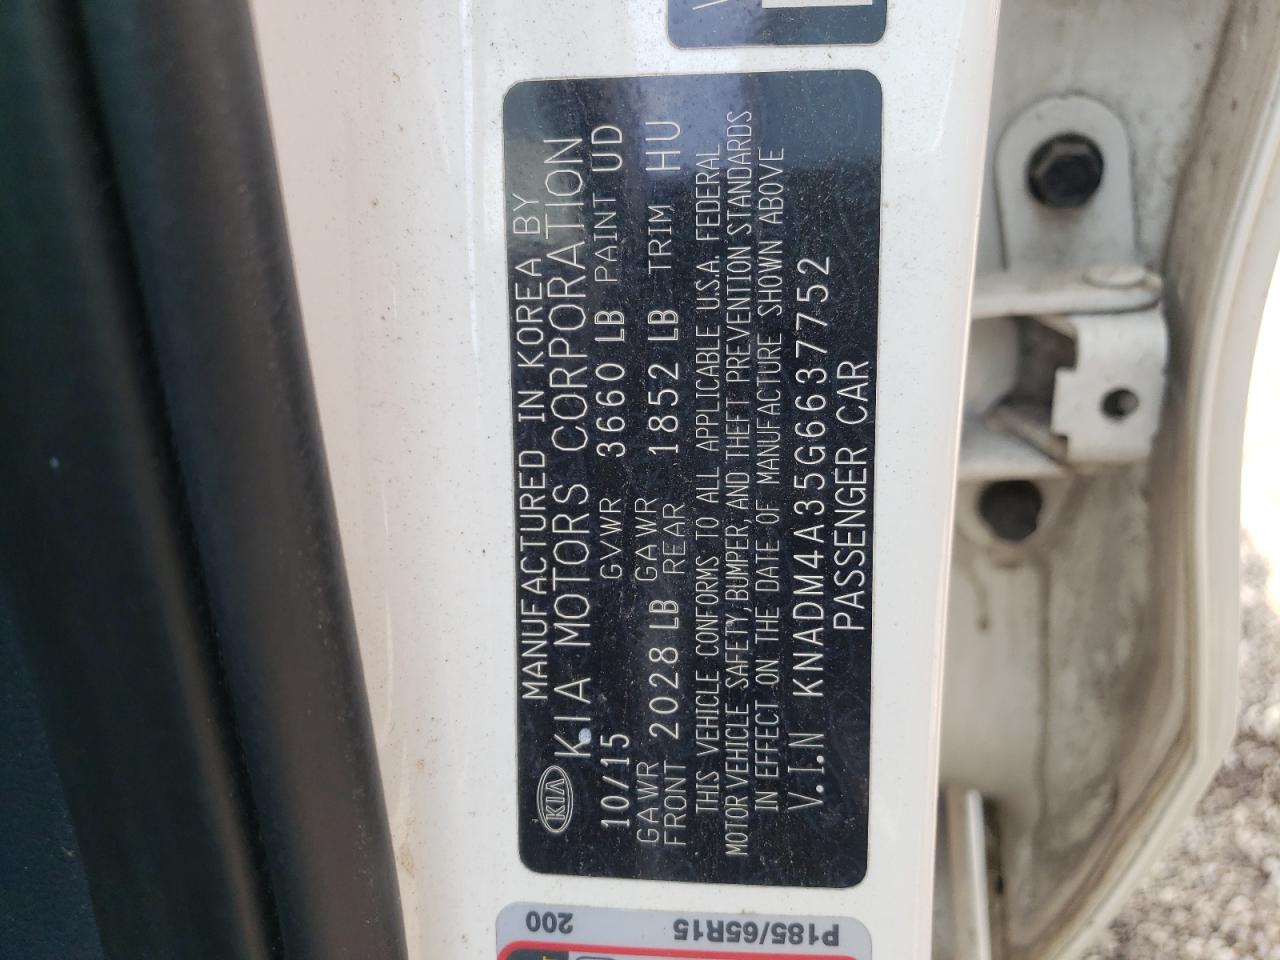 MANUFACTURED IN KOREA BY
KIA KIA MOTORS CORPORATION
10/15 GVWR 3660 LB PAINT UD
GAWR FRONT 2028 LB GAWR REAR 1852 LB TRIM HU
THIS VEHICLE CONFORMS TO ALL APPLICABLE U.S.A. FEDERAL
MOTOR VEHICLE SAFETY, BUMPER, AND THEFT PREVENTION STANDARDS
IN EFFECT ON THE DATE OF MANUFACTURE SHOWN ABOVE
V.I.N KNADM4A35G6637752
PASSENGER CAR
P185/65R15
200